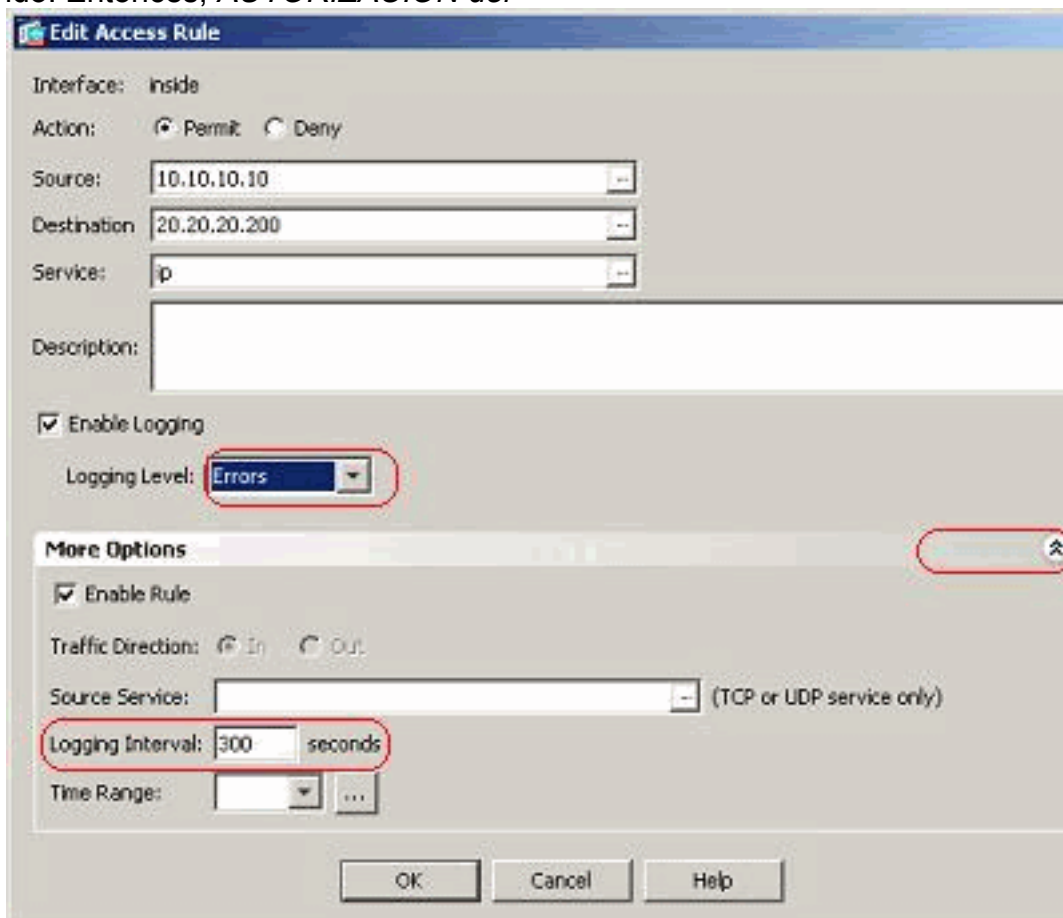 Edit Access Rule
Interface: inside
Action: Permit Deny
Source: 10.10.10.10 ...
Destination 20.20.20.200 ...
Service: ip ...
Description:
Enable Logging
Logging Level: Errors
More Options
Enable Rule
Traffic Direction: In Out
Source Service: ... (TCP or UDP service only)
Logging Interval: 300 seconds
Time Range: ...
OK Cancel Help